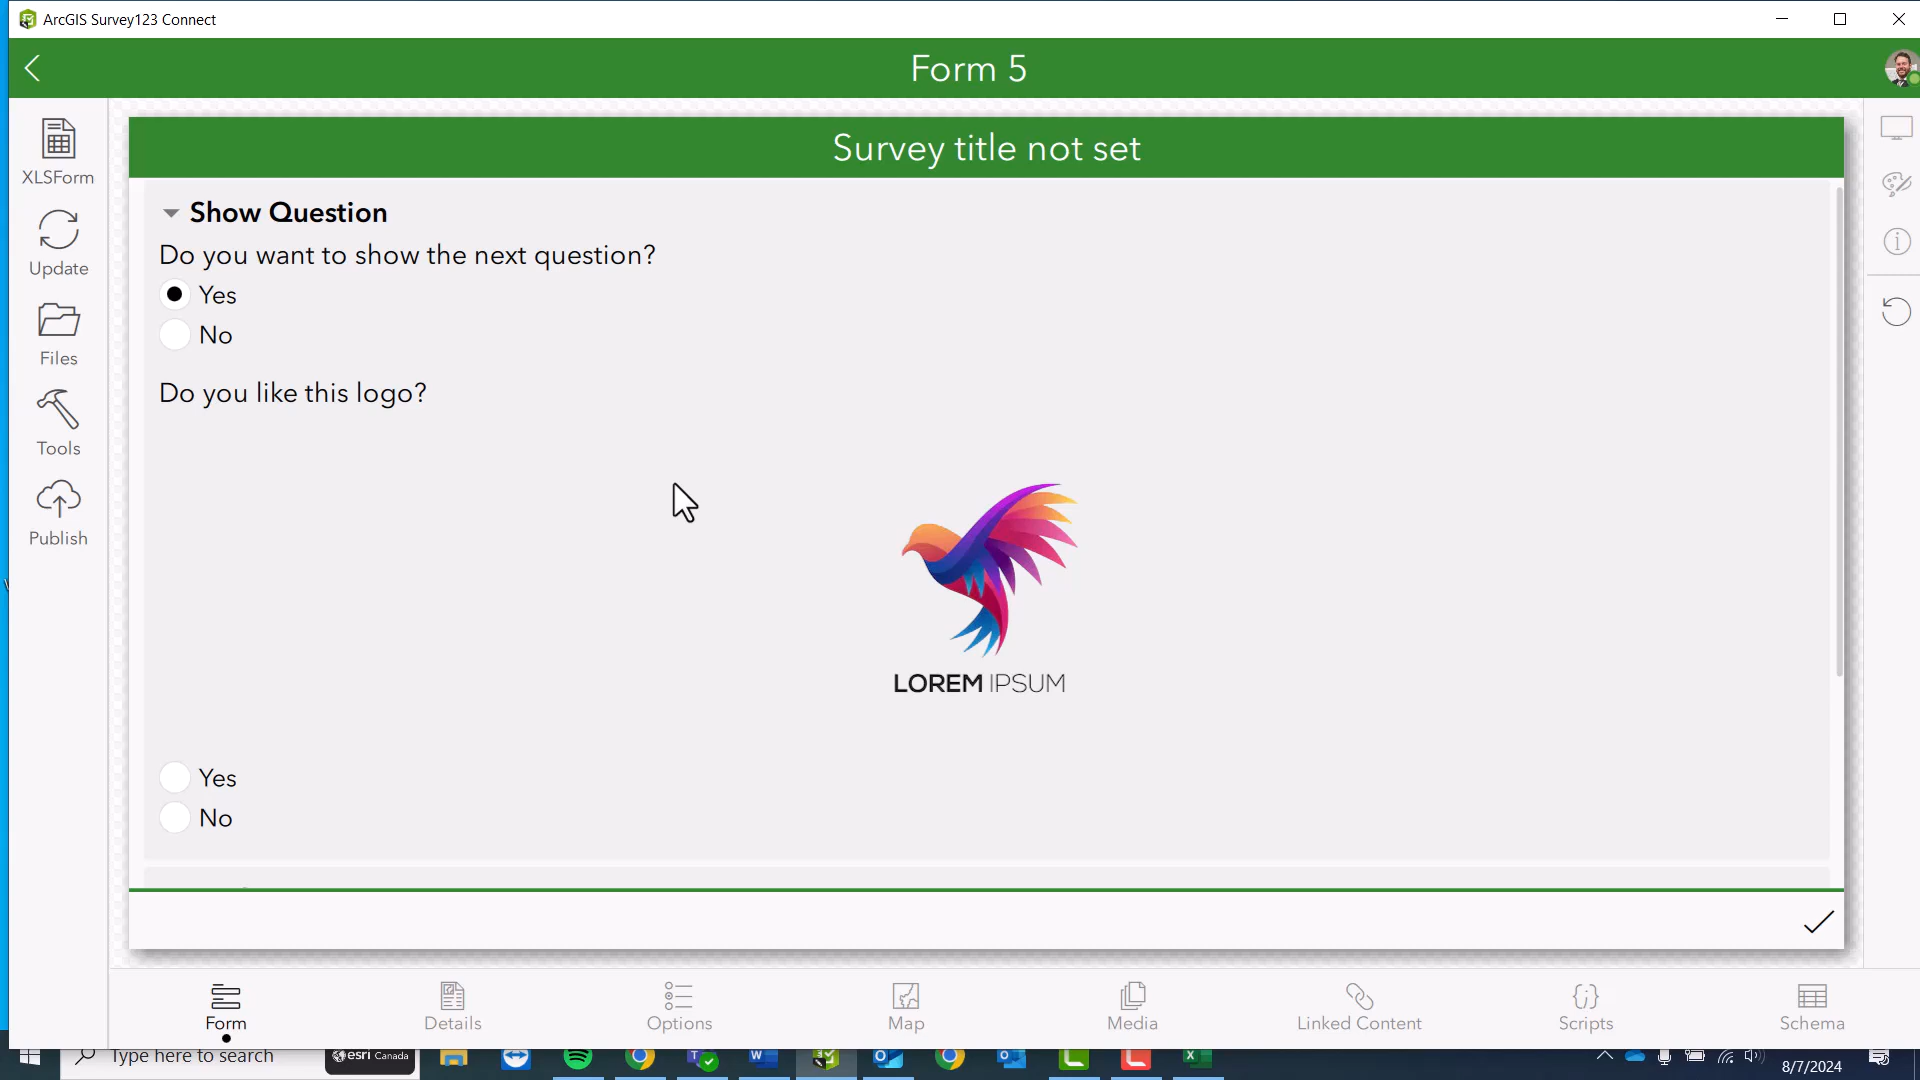 ArcGIS Survey123 Connect
Form 5
XLSForm
Update
Files
Tools
Publish
Survey title not set
Show Question
Do you want to show the next question?
Yes
No
Do you like this logo?
LOREM IPSUM
Yes
No
Form
Details
Options
Map
Media
Linked Content
Scripts
Schema
Type here to search
esri Canada
8/7/2024